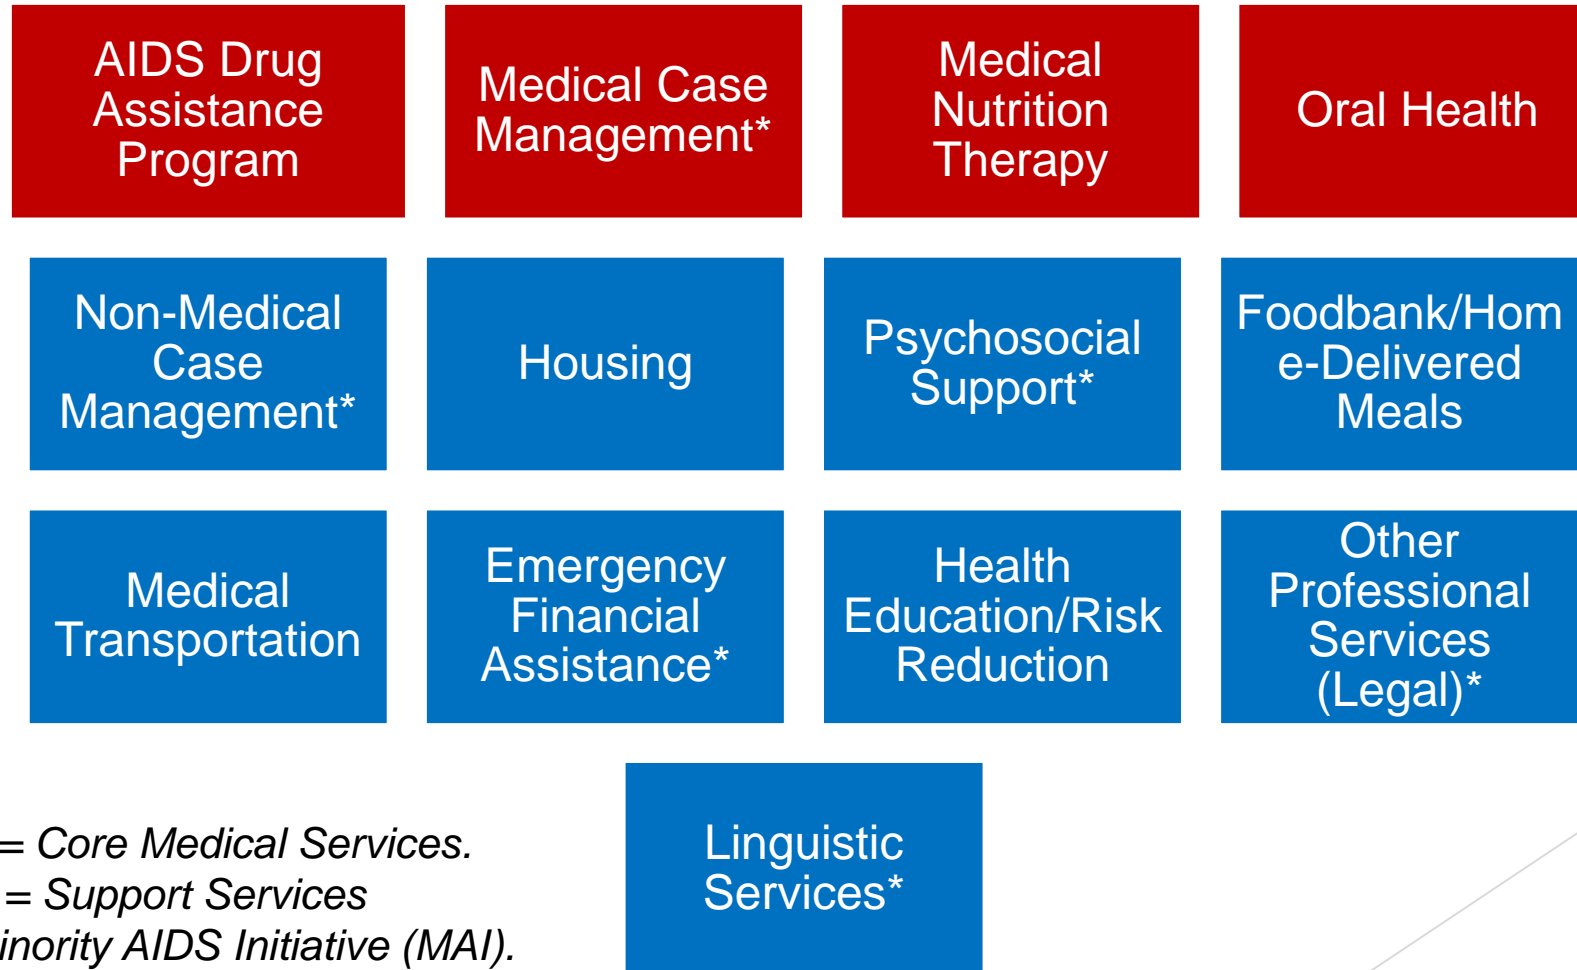 AIDS Drug
Assistance
Program
Medical Case
Management*
Medical
Nutrition
Therapy
Oral Health
Non-Medical
Case
Management*
Housing
Psychosocial
Support*
Foodbank/Hom
e-Delivered
Meals
Medical
Transportation
Emergency
Financial
Assistance*
Health
Education/Risk
Reduction
Other
Professional
Services
(Legal)*
Linguistic
Services*
= Core Medical Services.
= Support Services
inority AIDS Initiative (MAI).